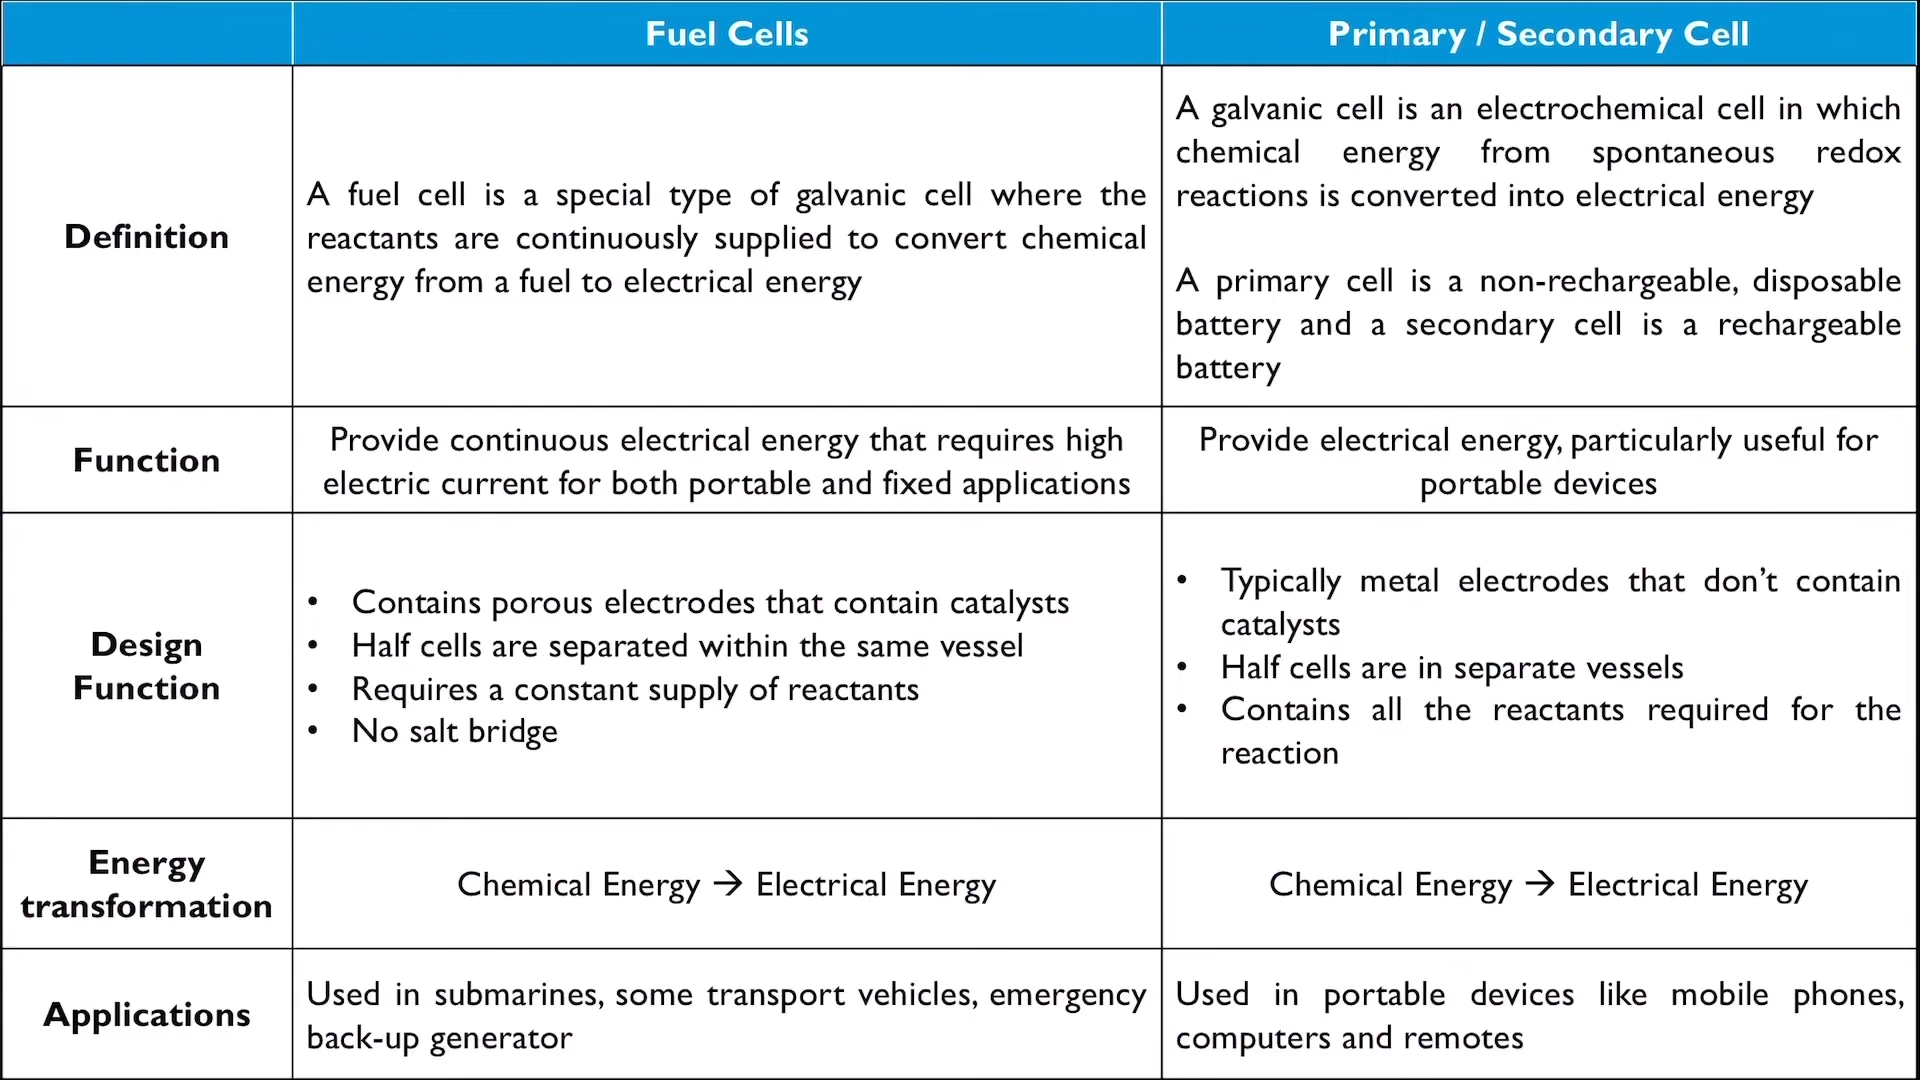 Fuel Cells
Primary / Secondary Cell
Definition
A fuel cell is a special type of galvanic cell where the
reactants are continuously supplied to convert chemical
energy from a fuel to electrical energy
A galvanic cell is an electrochemical cell in which
chemical energy from spontaneous redox
reactions is converted into electrical energy
A primary cell is a non-rechargeable, disposable
battery and a secondary cell is a rechargeable
battery
Function
Provide continuous electrical energy that requires high
electric current for both portable and fixed applications
Provide electrical energy, particularly useful for
portable devices
Design
Function
• Contains porous electrodes that contain catalysts
• Half cells are separated within the same vessel
• Requires a constant supply of reactants
• No salt bridge
• Typically metal electrodes that don’t contain
catalysts
• Half cells are in separate vessels
• Contains all the reactants required for the
reaction
Energy
transformation
Chemical Energy → Electrical Energy
Chemical Energy → Electrical Energy
Applications
Used in submarines, some transport vehicles, emergency
back-up generator
Used in portable devices like mobile phones,
computers and remotes